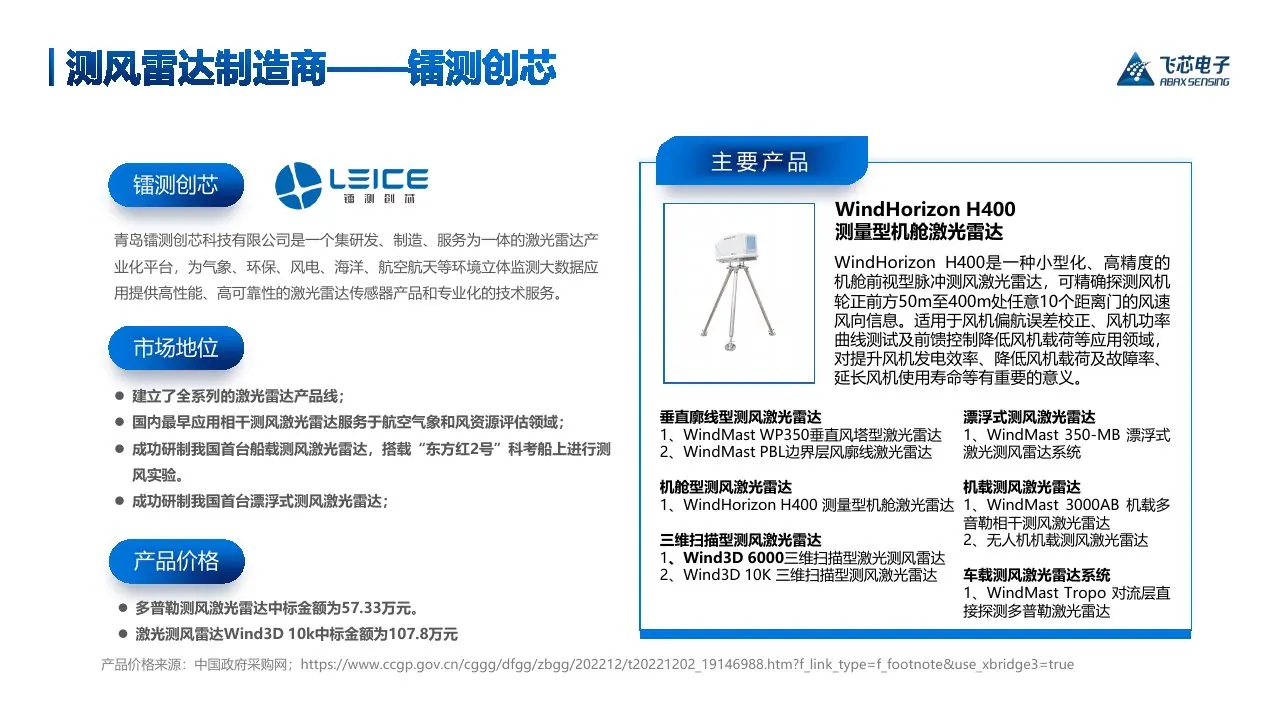 测风雷达制造商——镭测创芯
飞芯电子
ABAX SENSING
镭测创芯
LEICE
镭测创芯
青岛镭测创芯科技有限公司是一个集研发、制造、服务为一体的激光雷达产
业化平台，为气象、环保、风电、海洋、航空航天等环境立体监测大数据应
用提供高性能、高可靠性的激光雷达传感器产品和专业化的技术服务。
市场地位
● 建立了全系列的激光雷达产品线；
● 国内最早应用相干测风激光雷达服务于航空气象和风资源评估领域；
● 成功研制我国首台船载测风激光雷达，搭载“东方红2号”科考船上进行测
风实验。
● 成功研制我国首台漂浮式测风激光雷达；
产品价格
● 多普勒测风激光雷达中标金额为57.33万元。
● 激光测风雷达Wind3D 10k中标金额为107.8万元
主要产品
WindHorizon H400
测量型机舱激光雷达
WindHorizon H400是一种小型化、高精度的
机舱前视型脉冲测风激光雷达，可精确探测风机
轮正前方50m至400m处任意10个距离门的风速
风向信息。适用于风机偏航误差校正、风机功率
曲线测试及前馈控制降低风机载荷等应用领域，
对提升风机发电效率、降低风机载荷及故障率、
延长风机使用寿命等有重要的意义。
垂直廓线型测风激光雷达
1、WindMast WP350垂直风塔型激光雷达
2、WindMast PBL边界层风廓线激光雷达
机舱型测风激光雷达
1、WindHorizon H400 测量型机舱激光雷达
三维扫描型测风激光雷达
1、Wind3D 6000三维扫描型激光测风雷达
2、Wind3D 10K 三维扫描型测风激光雷达
漂浮式测风激光雷达
1、WindMast 350-MB 漂浮式
激光测风雷达系统
机载测风激光雷达
1、WindMast 3000AB 机载多
音勒相干测风激光雷达
2、无人机机载测风激光雷达
车载测风激光雷达系统
1、WindMast Tropo 对流层直
接探测多普勒激光雷达
产品价格来源：中国政府采购网；https://www.ccgp.gov.cn/cggg/dfgg/zbgg/202212/t20221202_19146988.htm?f_link_type=f_footnote&use_xbridge3=true